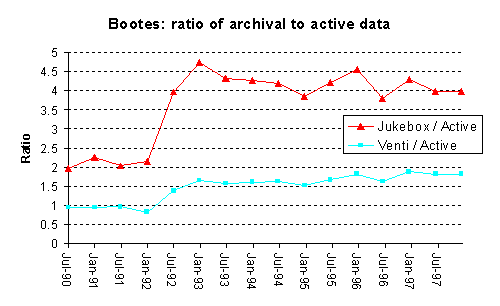 Bootes: ratio of archival to active data
5
4.5
4
3.5
3
2.5
2
1.5
1
0.5
0
Ratio
Jukebox / Active
Venti / Active
Jul-90
Jan-91
Jul-91
Jan-92
Jul-92
Jan-93
Jul-93
Jan-94
Jul-94
Jan-95
Jul-95
Jan-96
Jul-96
Jan-97
Jul-97